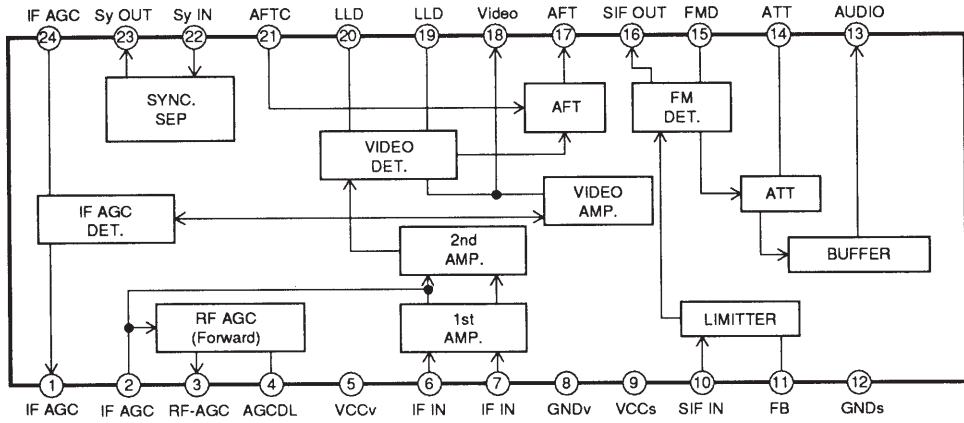 IF AGC Sy OUT Sy IN AFTC LLD LLD Video AFT SIF OUT FMD ATT AUDIO
24 23 22 21 20 19 18 17 16 15 14 13
SYNC.
SEP
AFT
FM
DET.
VIDEO
DET.
VIDEO
AMP.
ATT
IF AGC
DET.
2nd
AMP.
BUFFER
RF AGC
(Forward)
1st
AMP.
LIMITTER
1 2 3 4 5 6 7 8 9 10 11 12
IF AGC IF AGC RF-AGC AGCDL VCCv IF IN IF IN GNDv VCCs SIF IN FB GNDs